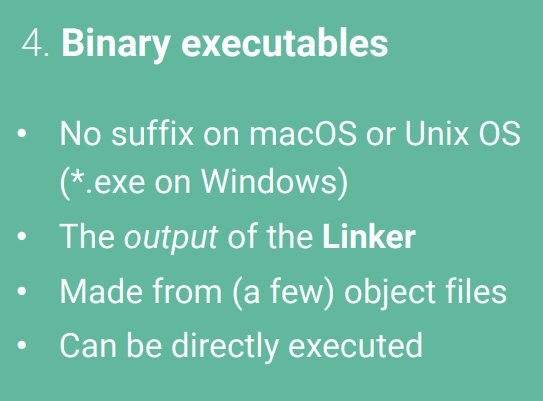 4. Binary executables
• No suffix on macOS or Unix OS
(*.exe on Windows)
• The output of the Linker
• Made from (a few) object files
• Can be directly executed